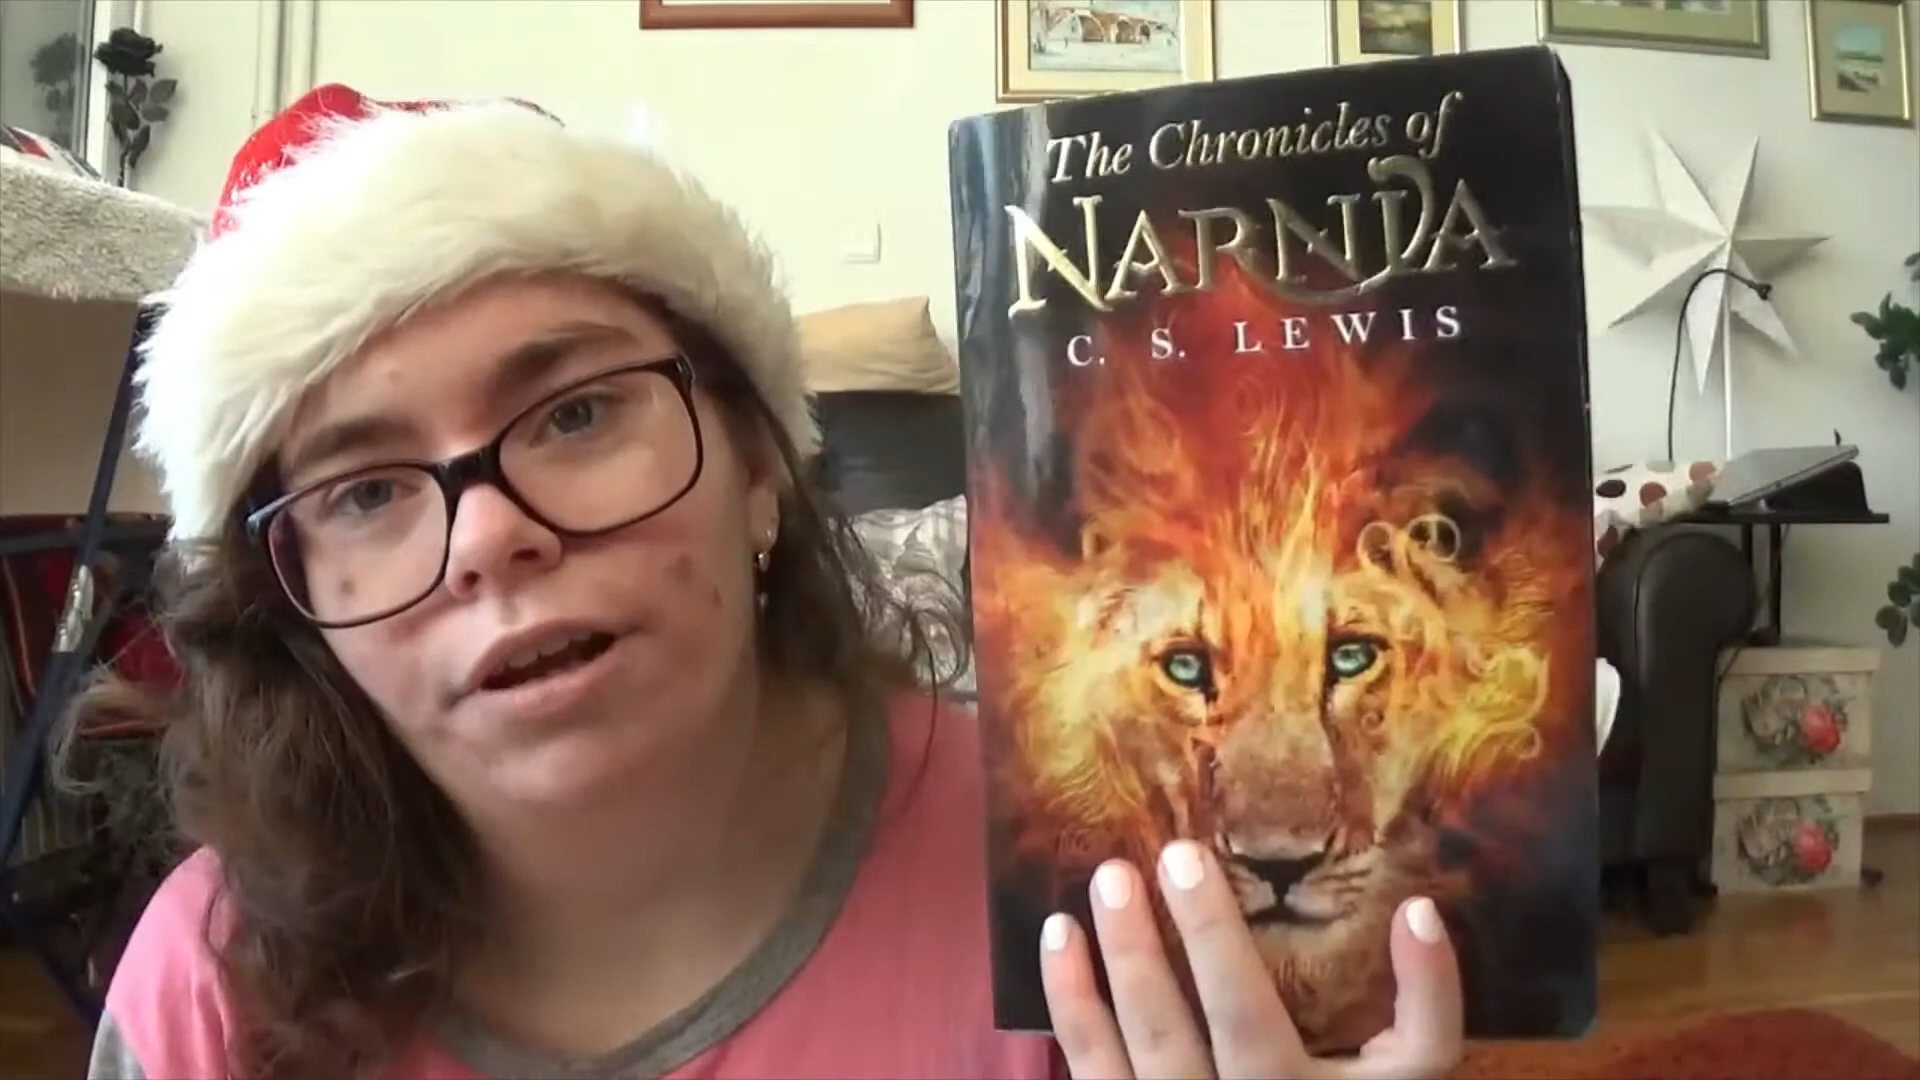 The Chronicles of
NARNIA
C. S. LEWIS